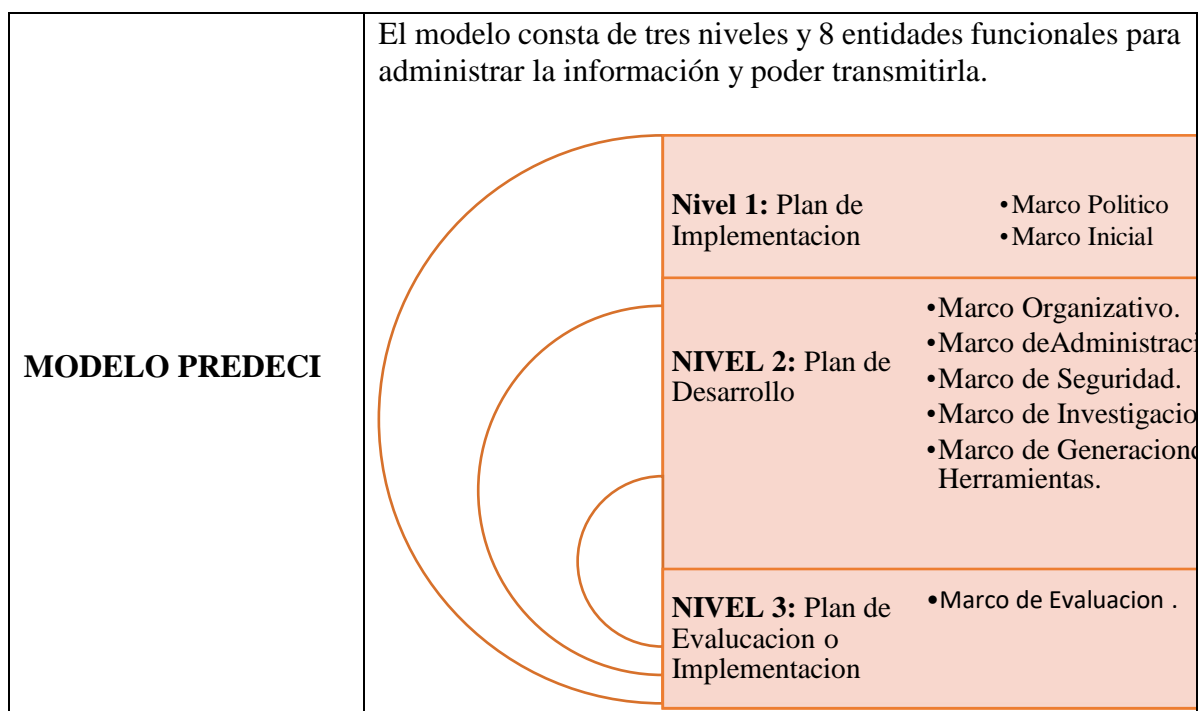 El modelo consta de tres niveles y 8 entidades funcionales para
administrar la información y poder transmitirla.
MODELO PREDECI
Nivel 1: Plan de
Implementacion
•Marco Politico
•Marco Inicial
NIVEL 2: Plan de
Desarrollo
•Marco Organizativo.
•Marco deAdministraci
•Marco de Seguridad.
•Marco de Investigacio
•Marco de Generacion
Herramientas.
NIVEL 3: Plan de
Evalucacion o
Implementacion
•Marco de Evaluacion .